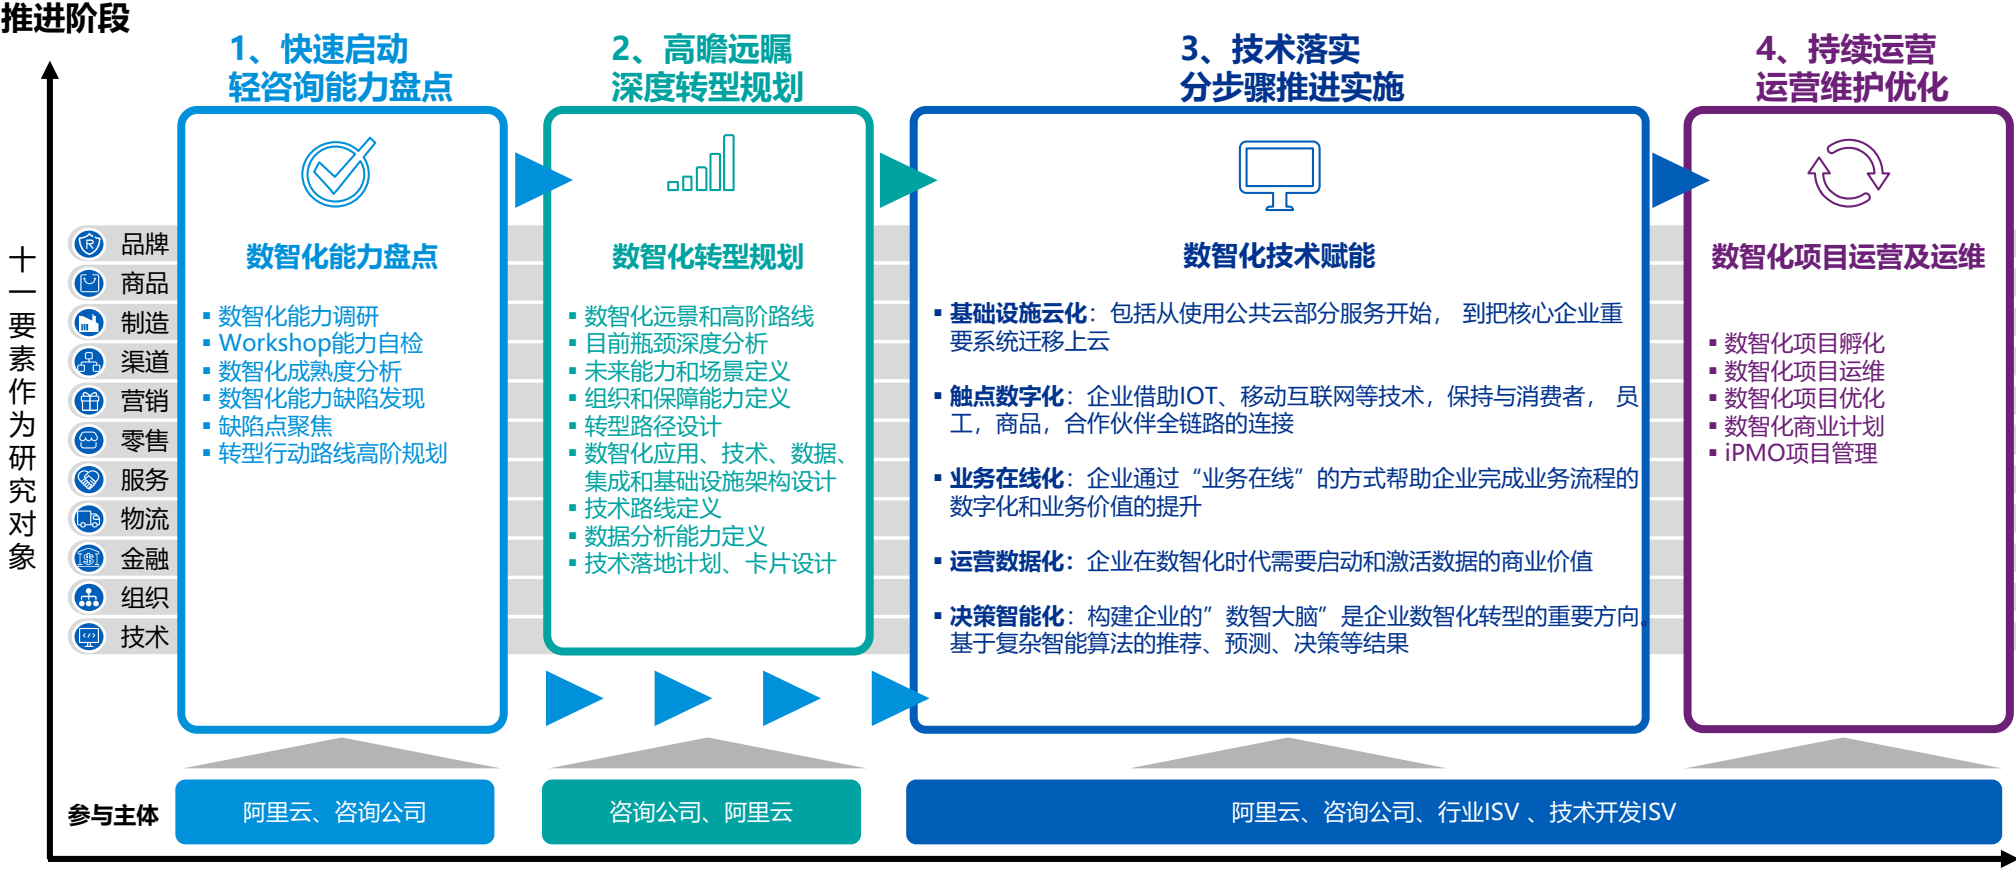 推进阶段
1、快速启动
轻咨询能力盘点
2、高瞻远瞩
深度转型规划
3、技术落实
分步骤推进实施
4、持续运营
运营维护优化
十一要素作为研究对象
品牌
商品
制造
渠道
营销
零售
服务
物流
金融
组织
技术
数智化能力盘点
▪ 数智化能力调研
▪ Workshop能力自检
▪ 数智化成熟度分析
▪ 数智化能力缺陷发现
▪ 缺陷点聚焦
▪ 转型行动路线高阶规划
数智化转型规划
▪ 数智化远景和高阶路线
▪ 目前瓶颈深度分析
▪ 未来能力和场景定义
▪ 组织和保障能力定义
▪ 转型路径设计
▪ 数智化应用、技术、数据、
集成和基础设施架构设计
▪ 技术路线定义
▪ 数据分析能力定义
▪ 技术落地计划、卡片设计
数智化技术赋能
▪ 基础设施云化：包括从使用公共云部分服务开始， 到把核心企业重
要系统迁移上云
▪ 触点数字化：企业借助IOT、移动互联网等技术，保持与消费者， 员
工，商品，合作伙伴全链路的连接
▪ 业务在线化：企业通过“业务在线”的方式帮助企业完成业务流程的
数字化和业务价值的提升
▪ 运营数据化：企业在数智化时代需要启动和激活数据的商业价值
▪ 决策智能化：构建企业的”数智大脑”是企业数智化转型的重要方向。
基于复杂智能算法的推荐、预测、决策等结果
数智化项目运营及运维
▪ 数智化项目孵化
▪ 数智化项目运维
▪ 数智化项目优化
▪ 数智化商业计划
▪ iPMO项目管理
参与主体
阿里云、咨询公司
咨询公司、阿里云
阿里云、咨询公司、行业ISV 、技术开发ISV